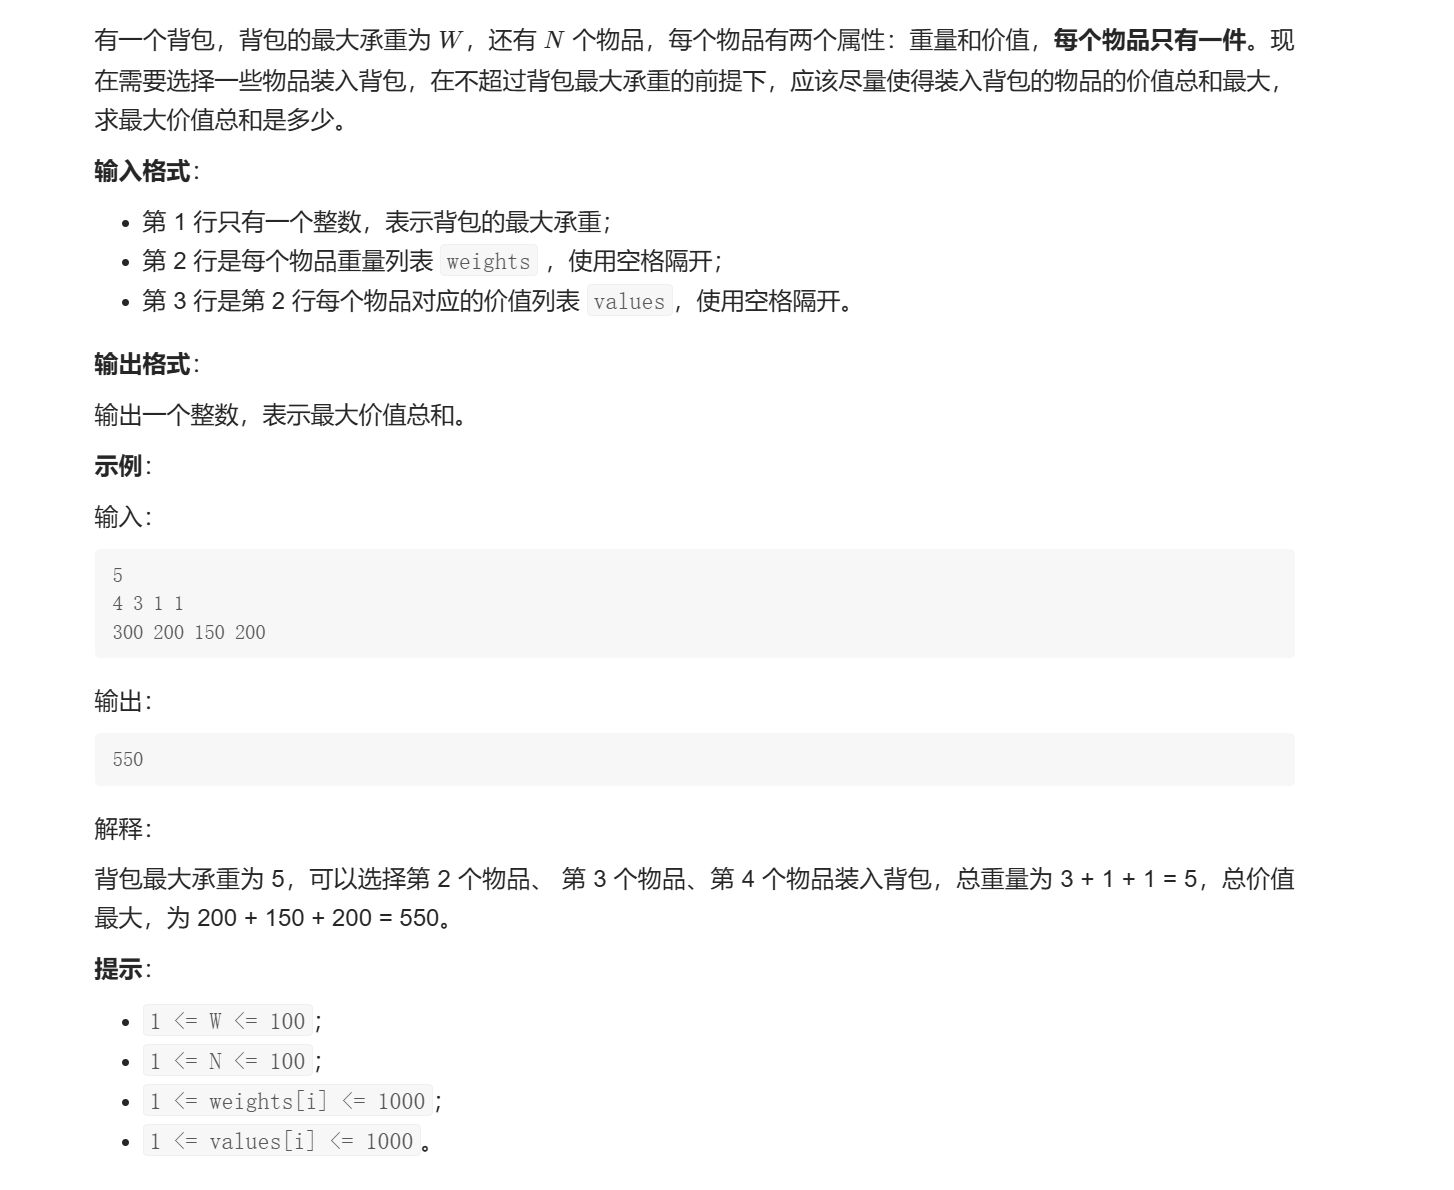 有一个背包，背包的最大承重为 W，还有 N 个物品，每个物品有两个属性：重量和价值，每个物品只有一件。现
在需要选择一些物品装入背包，在不超过背包最大承重的前提下，应该尽量使得装入背包的物品的价值总和最大，
求最大价值总和是多少。
输入格式：
• 第 1 行只有一个整数，表示背包的最大承重；
• 第 2 行是每个物品重量列表 weights ，使用空格隔开；
• 第 3 行是第 2 行每个物品对应的价值列表 values，使用空格隔开。
输出格式：
输出一个整数，表示最大价值总和。
示例：
输入：
5
4 3 1 1
300 200 150 200
输出：
550
解释：
背包最大承重为 5，可以选择第 2 个物品、 第 3 个物品、第 4 个物品装入背包，总重量为 3 + 1 + 1 = 5，总价值
最大，为 200 + 150 + 200 = 550。
提示：
• 1 <= W <= 100；
• 1 <= N <= 100；
• 1 <= weights[i] <= 1000；
• 1 <= values[i] <= 1000。